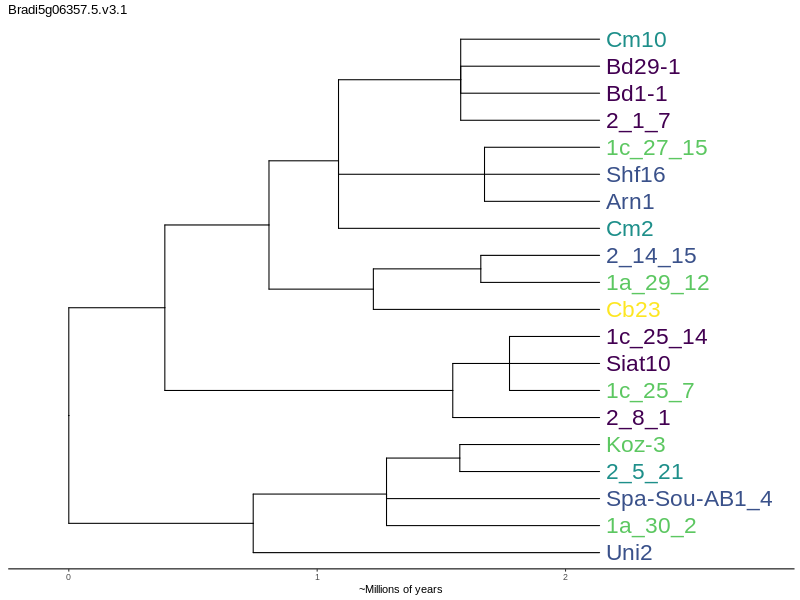 Bradi5g06357.5.v3.1
Cm10
Bd29-1
Bd1-1
2_1_7
1c_27_15
Shf16
Arn1
Cm2
2_14_15
1a_29_12
Cb23
1c_25_14
Siat10
1c_25_7
2_8_1
Koz-3
2_5_21
Spa-Sou-AB1_4
1a_30_2
Uni2
0 1 2
~Millions of years